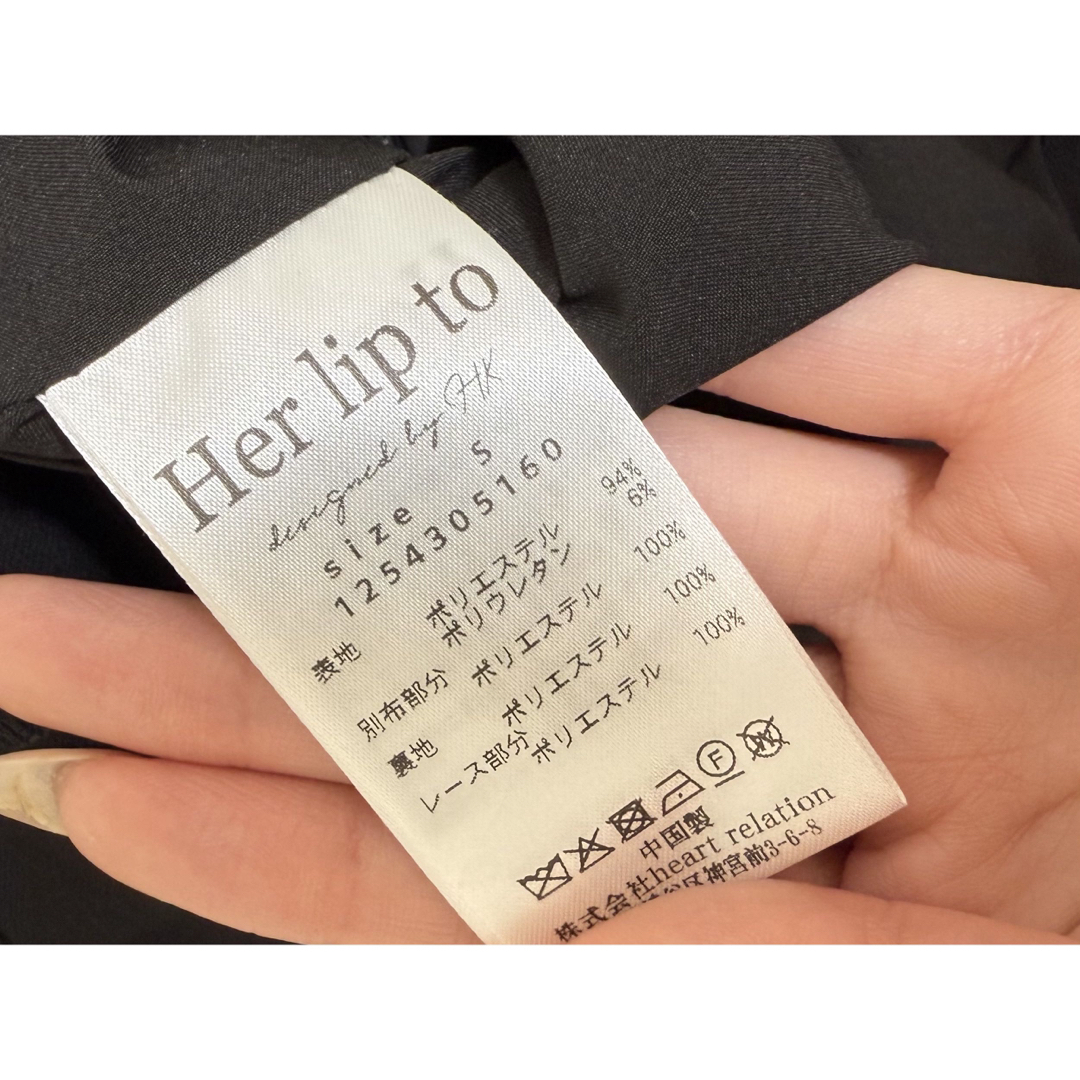 Her lip to
designed by HK
size S
1254305160
表地 ポリエステル 94%
ポリウレタン 6%
別布部分 ポリエステル 100%
裏地 ポリエステル 100%
レース部分 ポリエステル 100%
F W
中国製
株式会社heart relation
谷区神宮前3-6-8